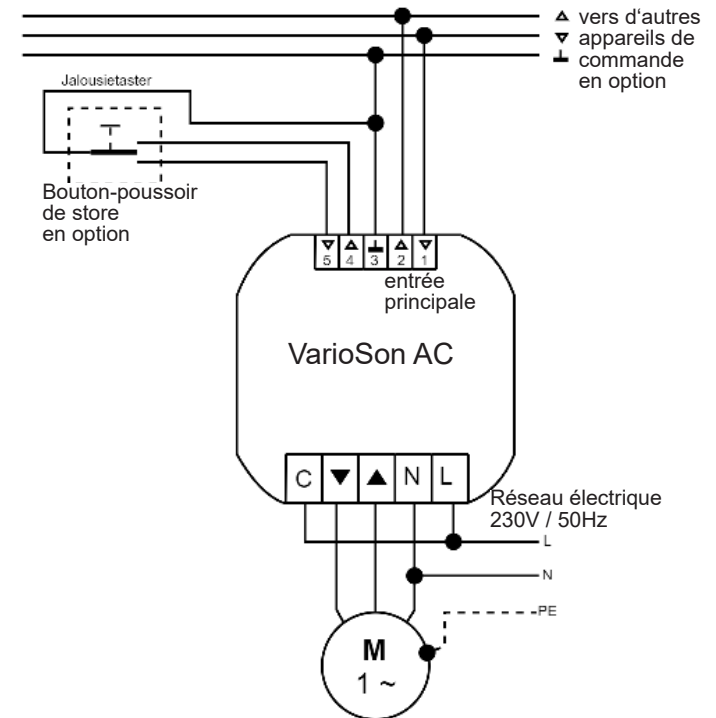 △ vers d‘autres
▽ appareils de
commande
en option
Jalousietaster
Bouton-poussoir
de store
en option
5 4 3 2 1
entrée
principale
VarioSon AC
C ▼ ▲ N L
Réseau électrique
230V / 50Hz
L
N
PE
M
1 ~